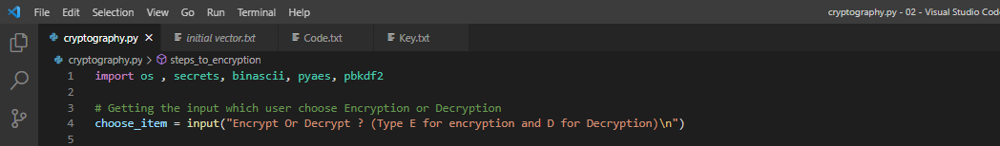 File Edit Selection View Go Run Terminal Help cryptography.py - 02 - Visual Studio Cod
cryptography.py × initial vector.txt Code.txt Key.txt
cryptography.py > steps_to_encryption
1 import os , secrets, binascii, pyaes, pbkdf2
2
3 # Getting the input which user choose Encryption or Decryption
4 choose_item = input("Encrypt Or Decrypt ? (Type E for encryption and D for Decryption)\n")
5